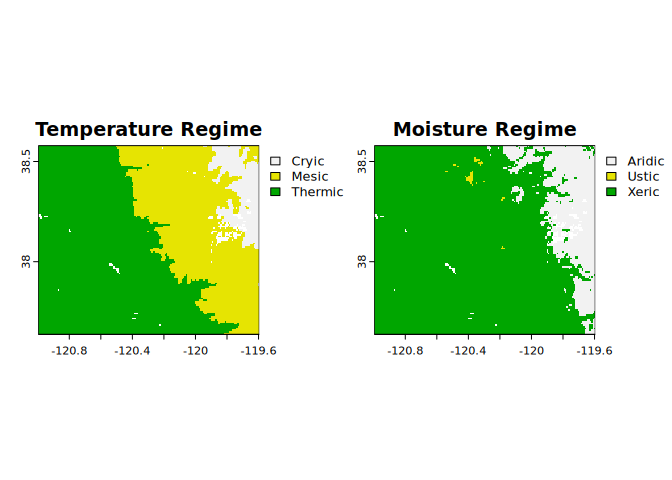 Temperature Regime
38.5
38
-120.8
-120.4
-120
-119.6
Cryic
Mesic
Thermic
Moisture Regime
38.5
38
-120.8
-120.4
-120
-119.6
Aridic
Ustic
Xeric